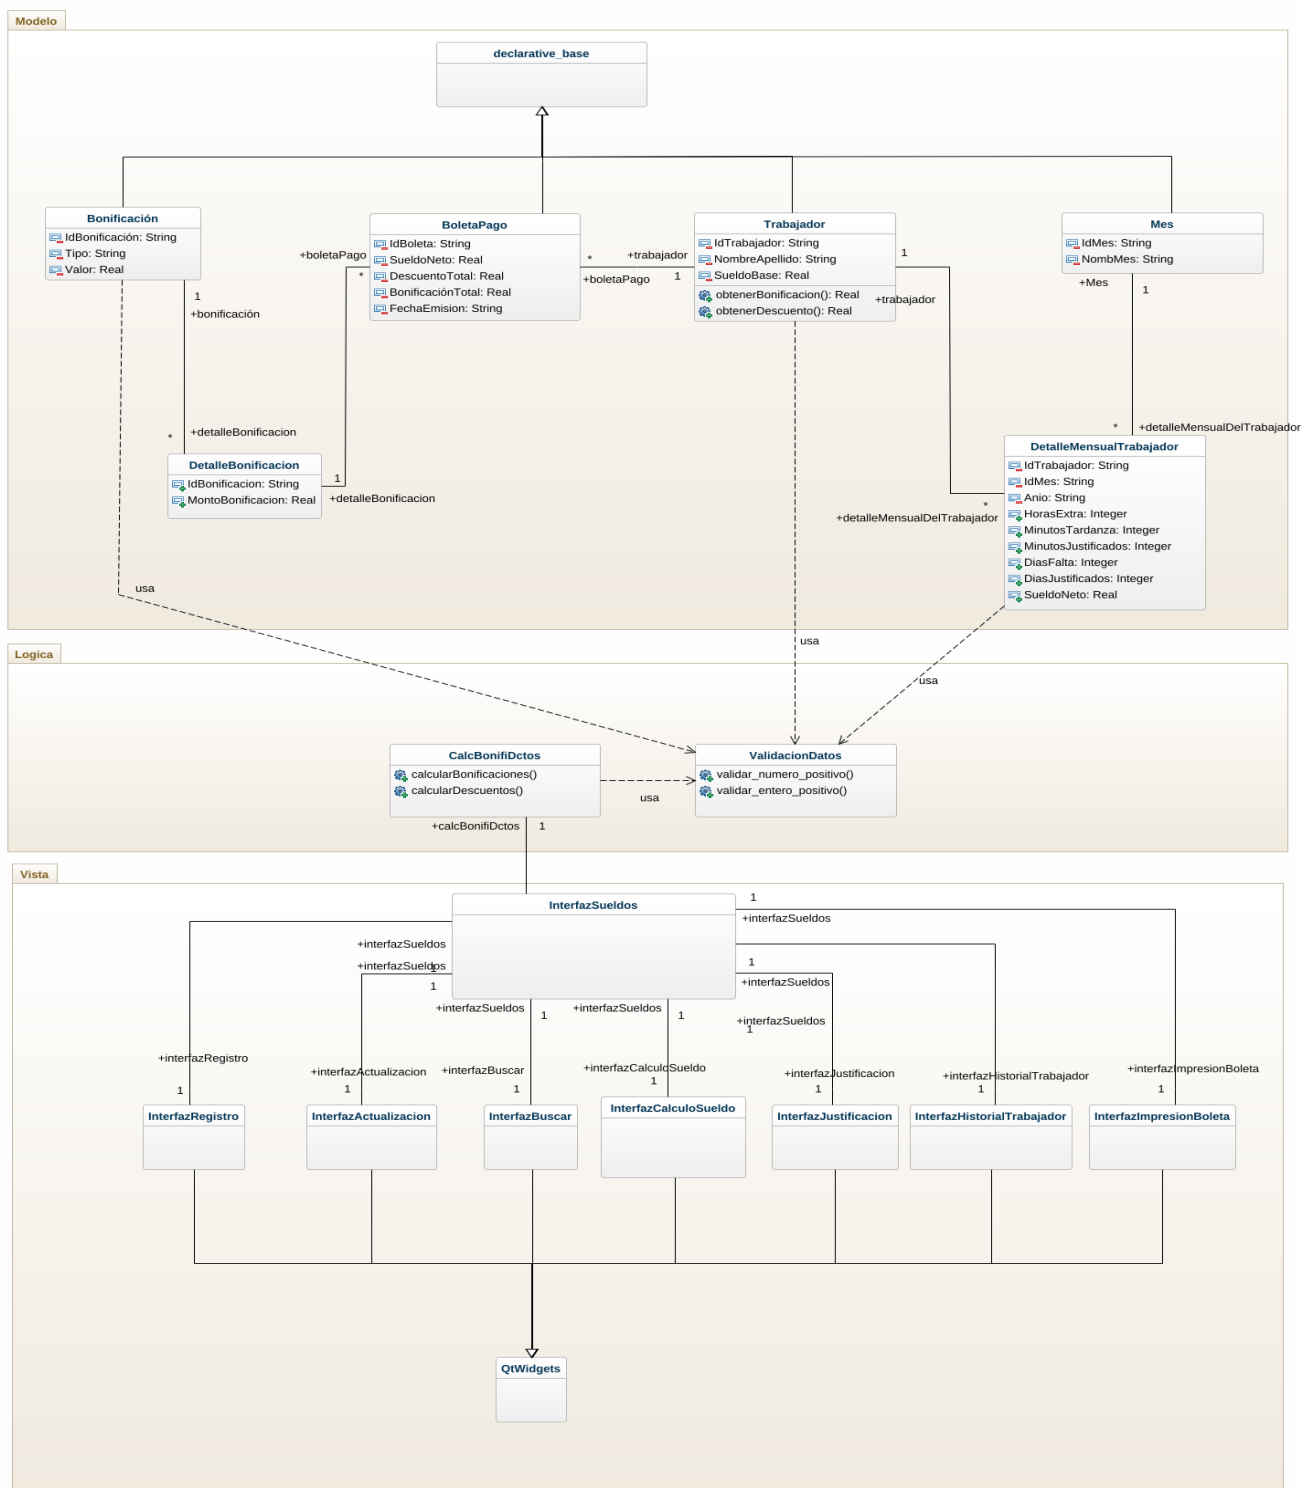 Modelo
declarative_base
Bonificación
IdBonificación: String
Tipo: String
Valor: Real
BoletaPago
IdBoleta: String
SueldoNeto: Real
DescuentoTotal: Real
BonificaciónTotal: Real
FechaEmision: String
Trabajador
IdTrabajador: String
NombreApellido: String
SueldoBase: Real
obtenerBonificacion(): Real
obtenerDescuento(): Real
Mes
IdMes: String
NombMes: String
+boletaPago
*
*
+boletaPago
+trabajador
1
1
+trabajador
+Mes
1
1
+bonificación
*
+detalleBonificacion
*
+detalleMensualDelTrabajador
DetalleBonificacion
IdBonificacion: String
MontoBonificacion: Real
1
+detalleBonificacion
*
+detalleMensualDelTrabajador
DetalleMensualTrabajador
IdTrabajador: String
IdMes: String
Anio: String
HorasExtra: Integer
MinutosTardanza: Integer
MinutosJustificados: Integer
DiasFalta: Integer
DiasJustificados: Integer
SueldoNeto: Real
usa
usa
usa
Logica
CalcBonifiDctos
calcularBonificaciones()
calcularDescuentos()
usa
ValidacionDatos
validar_numero_positivo()
validar_entero_positivo()
+calcBonifiDctos
1
Vista
InterfazSueldos
1
+interfazSueldos
+interfazSueldos
+interfazSueldos
1
1
1
+interfazSueldos
+interfazSueldos
1
+interfazSueldos
1
+interfazSueldos
1
+interfazRegistro
1
+interfazActualizacion
1
+interfazBuscar
1
+interfazCalculoSueldo
1
+interfazJustificacion
1
+interfazHistorialTrabajador
1
+interfazImpresionBoleta
1
InterfazRegistro
InterfazActualizacion
InterfazBuscar
InterfazCalculoSueldo
InterfazJustificacion
InterfazHistorialTrabajador
InterfazImpresionBoleta
QtWidgets